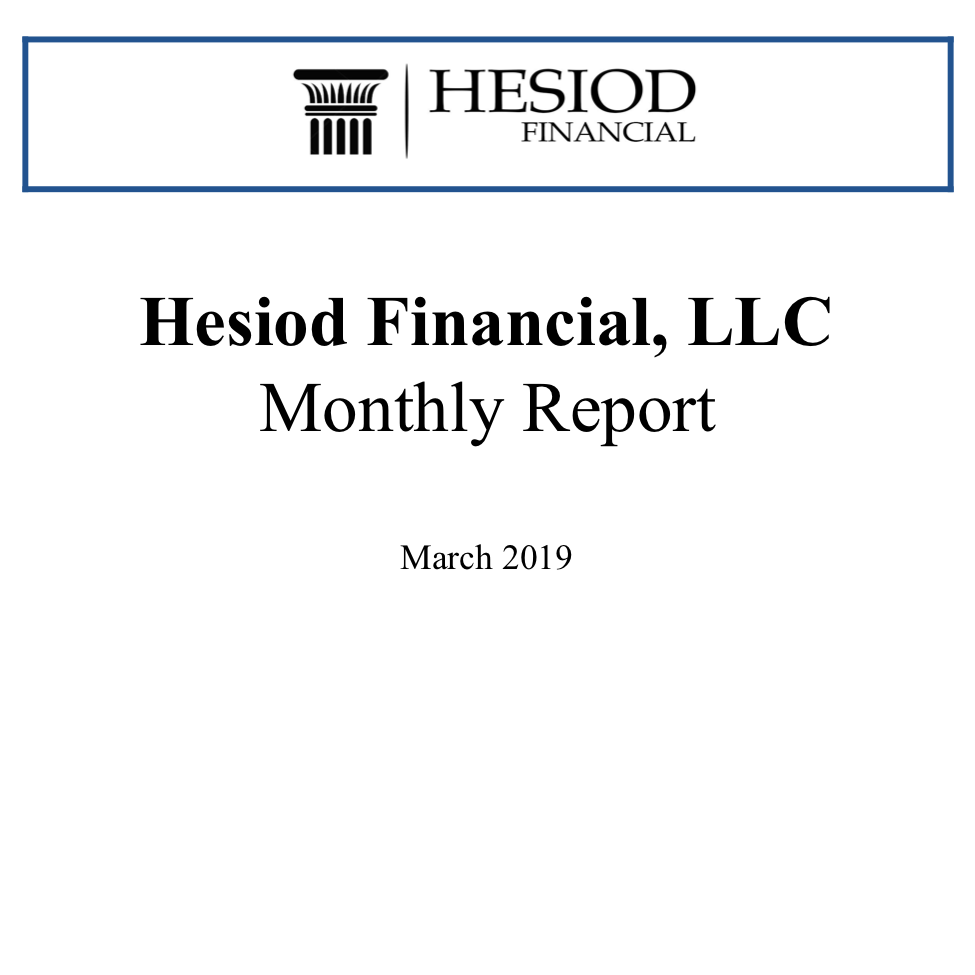 HESIOD
FINANCIAL
Hesiod Financial, LLC
Monthly Report
March 2019